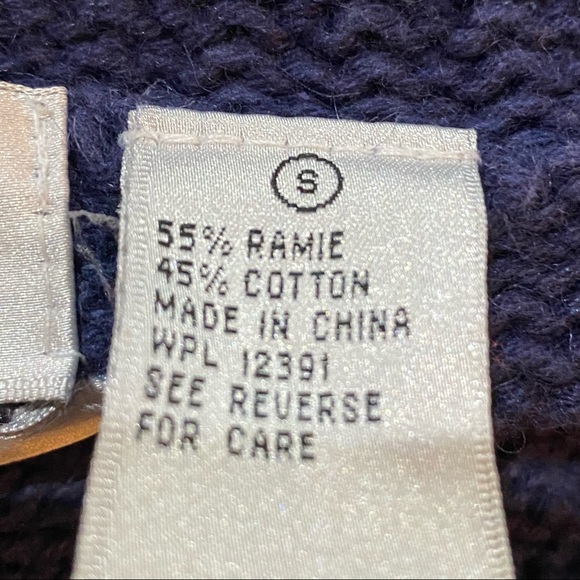 S
55% RAMIE
45% COTTON
MADE IN CHINA
WPL 12391
SEE REVERSE
FOR CARE